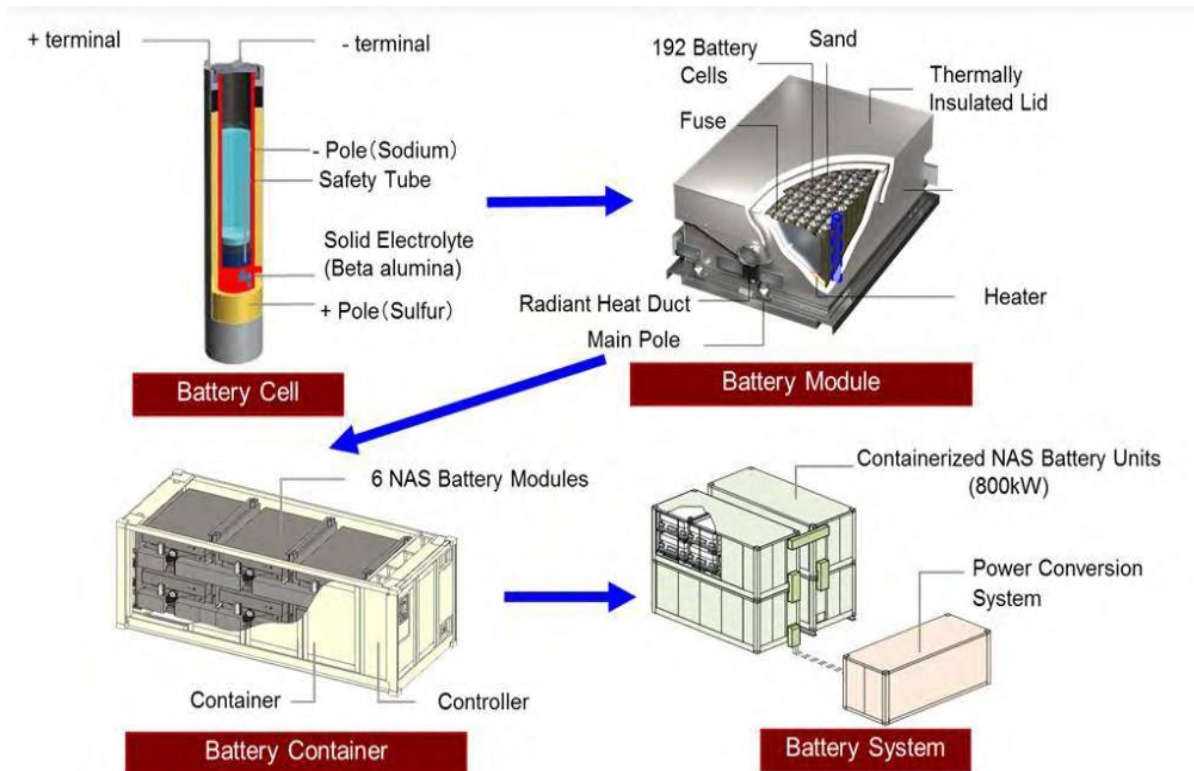 + terminal
- terminal
- Pole(Sodium)
Safety Tube
Solid Electrolyte
(Beta alumina)
+ Pole(Sulfur)
Battery Cell
192 Battery
Cells
Sand
Thermally
Insulated Lid
Fuse
Radiant Heat Duct
Heater
Main Pole
Battery Module
6 NAS Battery Modules
Container
Controller
Battery Container
Containerized NAS Battery Units
(800kW)
Power Conversion
System
Battery System